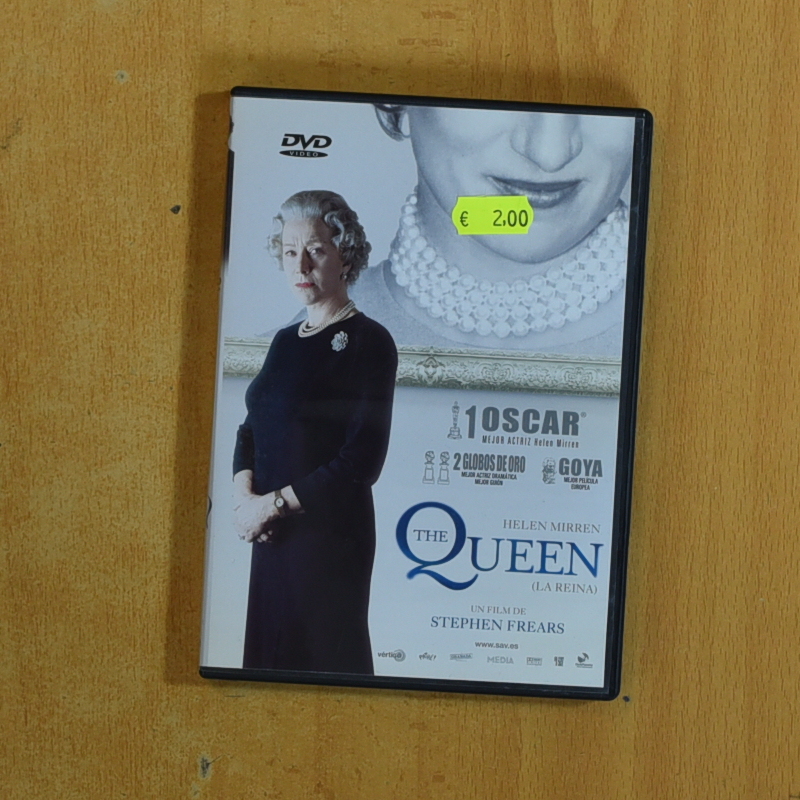 DVD
VIDEO
€ 2.00
1 OSCAR®
MEJOR ACTRIZ Helen Mirren
2 GLOBOS DE ORO
MEJOR ACTRIZ DRAMÁTICA
MEJOR GUIÓN
GOYA
MEJOR PELÍCULA
EUROPEA
HELEN MIRREN
THE QUEEN
(LA REINA)
UN FILM DE
STEPHEN FREARS
www.sav.es
vértigo
MEDIA